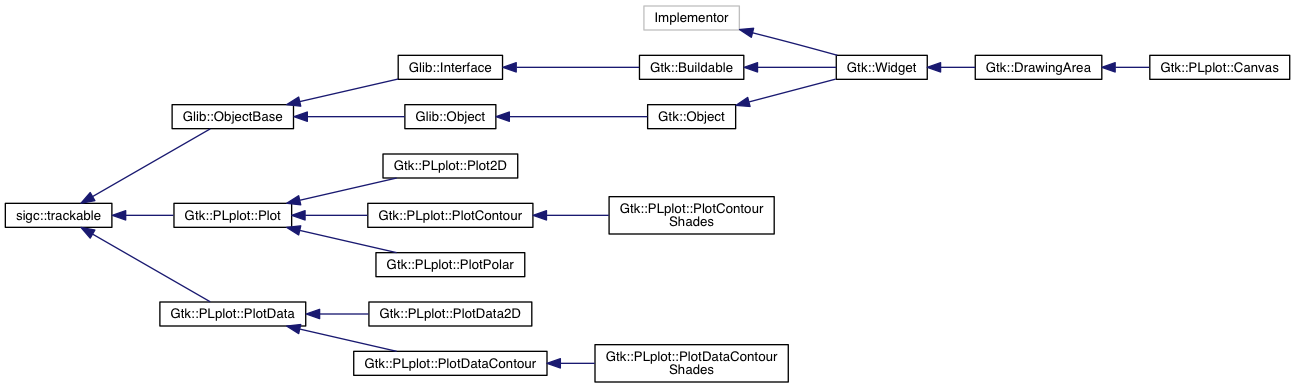 Implementor
Glib::Interface
Gtk::Buildable
Gtk::Widget
Gtk::DrawingArea
Gtk::PLplot::Canvas
Glib::ObjectBase
Glib::Object
Gtk::Object
Gtk::PLplot::Plot2D
sigc::trackable
Gtk::PLplot::Plot
Gtk::PLplot::PlotContour
Gtk::PLplot::PlotContour
Shades
Gtk::PLplot::PlotPolar
Gtk::PLplot::PlotData
Gtk::PLplot::PlotData2D
Gtk::PLplot::PlotDataContour
Gtk::PLplot::PlotDataContour
Shades